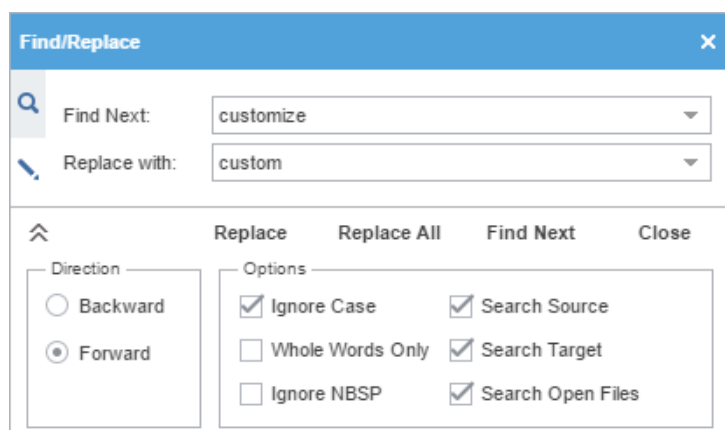 Find/Replace
Find Next: customize
Replace with: custom
Replace Replace All Find Next Close
Direction Options
Backward Ignore Case Search Source
Forward Whole Words Only Search Target
Ignore NBSP Search Open Files